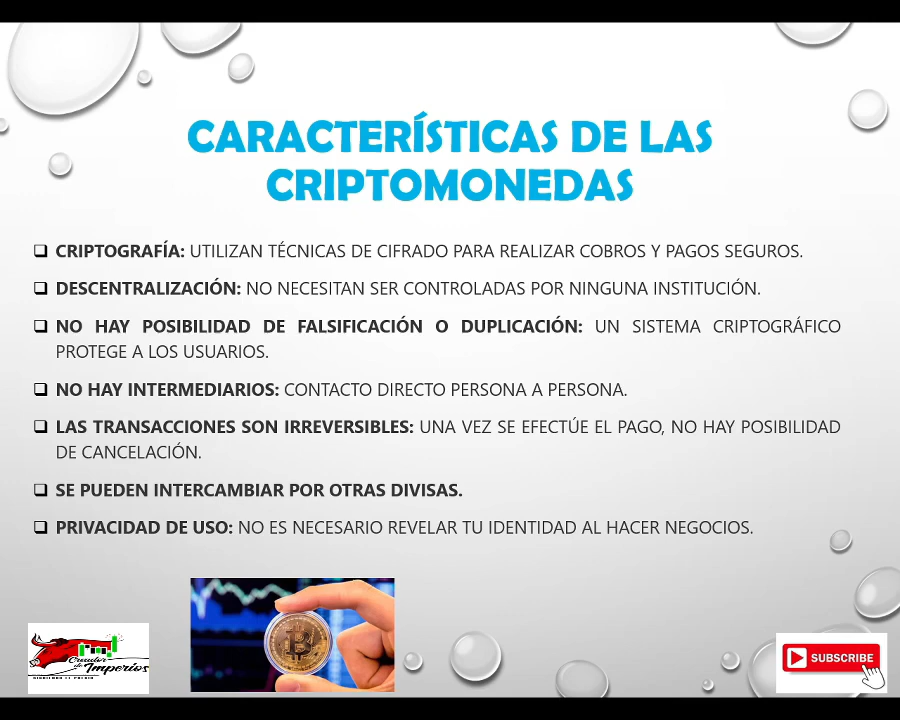 CARACTERÍSTICAS DE LAS
CRIPTOMONEDAS
CRIPTOGRAFÍA: UTILIZAN TÉCNICAS DE CIFRADO PARA REALIZAR COBROS Y PAGOS SEGUROS.
DESCENTRALIZACIÓN: NO NECESITAN SER CONTROLADAS POR NINGUNA INSTITUCIÓN.
NO HAY POSIBILIDAD DE FALSIFICACIÓN O DUPLICACIÓN: UN SISTEMA CRIPTOGRÁFICO
PROTEGE A LOS USUARIOS.
NO HAY INTERMEDIARIOS: CONTACTO DIRECTO PERSONA A PERSONA.
LAS TRANSACCIONES SON IRREVERSIBLES: UNA VEZ SE EFECTÚE EL PAGO, NO HAY POSIBILIDAD
DE CANCELACIÓN.
SE PUEDEN INTERCAMBIAR POR OTRAS DIVISAS.
PRIVACIDAD DE USO: NO ES NECESARIO REVELAR TU IDENTIDAD AL HACER NEGOCIOS.
Creador
de Imperios
SUBSCRIBE